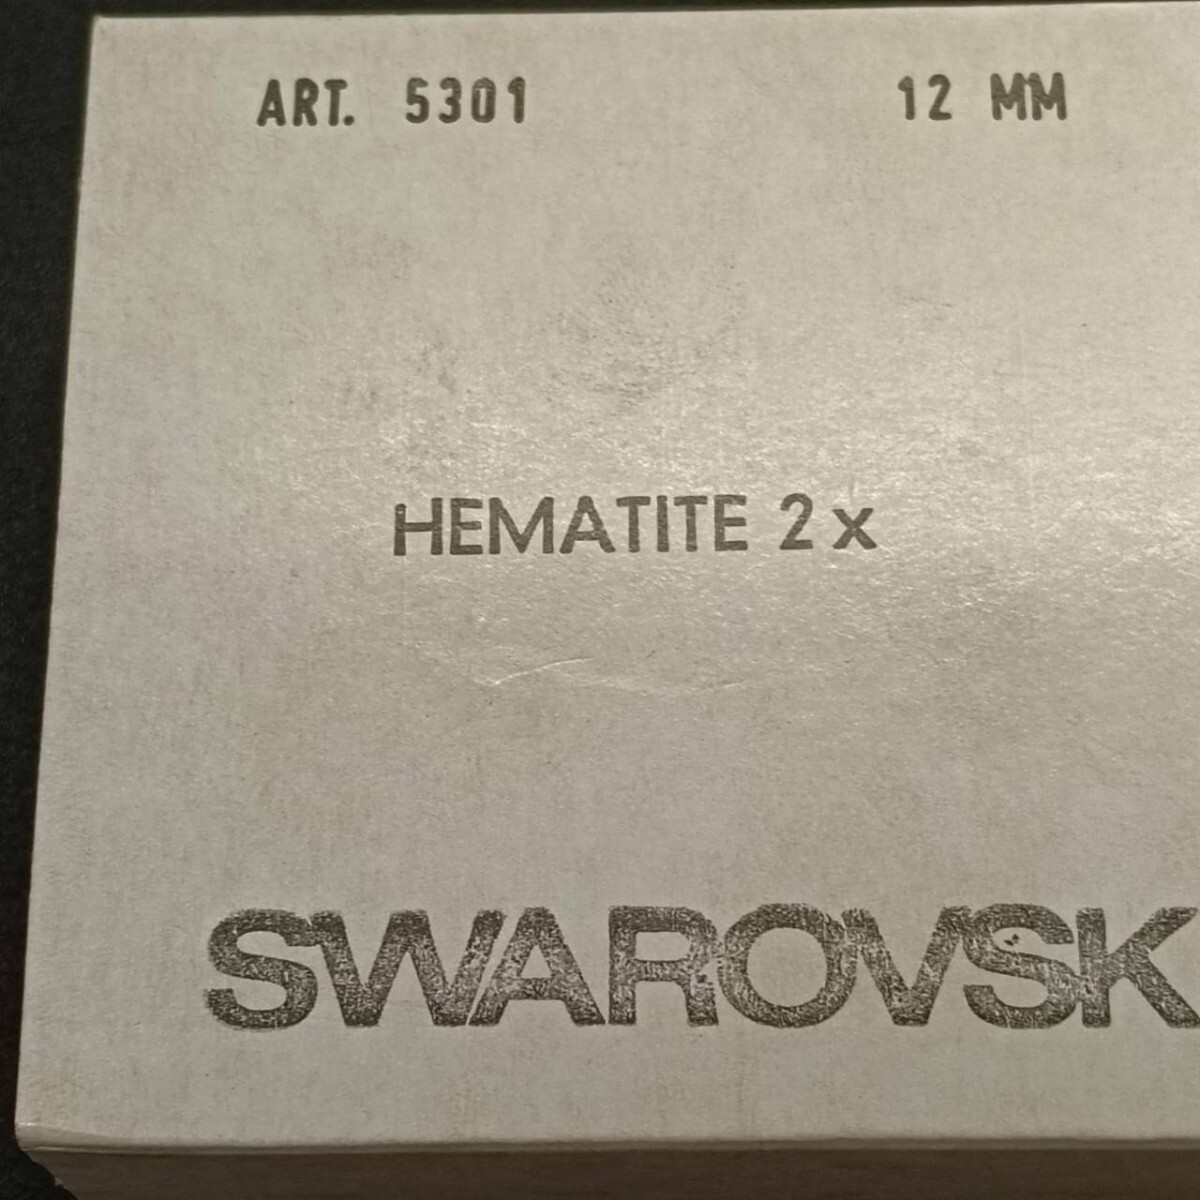 ART. 5301 12 MM
HEMATITE 2x
SWAROVSK